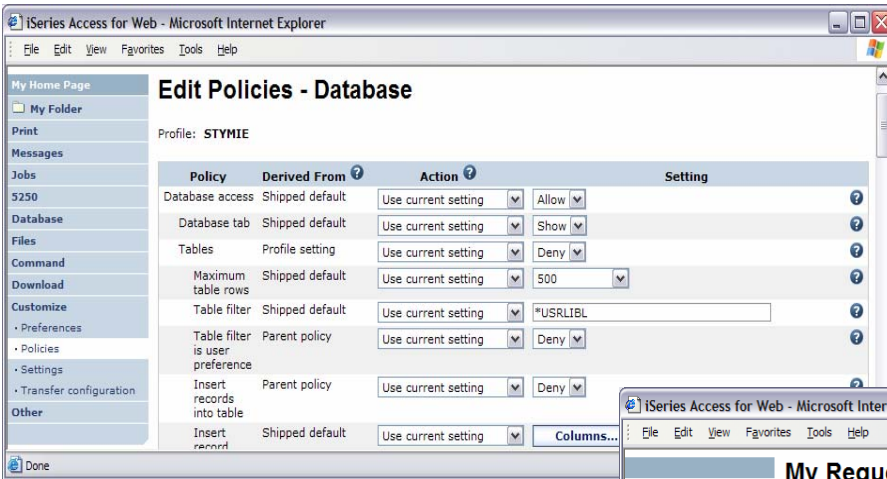 iSeries Access for Web - Microsoft Internet Explorer
File Edit View Favorites Tools Help
My Home Page
My Folder
Print
Messages
Jobs
5250
Database
Files
Command
Download
Customize
• Preferences
• Policies
• Settings
• Transfer configuration
Other
Edit Policies - Database
Profile: STYMIE
Policy Derived From ? Action ? Setting
Database access Shipped default Use current setting Allow ?
Database tab Shipped default Use current setting Show ?
Tables Profile setting Use current setting Deny ?
Maximum table rows Shipped default Use current setting 500 ?
Table filter Shipped default Use current setting *USRLIBL ?
Table filter is user preference Parent policy Use current setting Deny ?
Insert records into table Parent policy Use current setting Deny ?
Insert record Shipped default Use current setting Columns...
Done
iSeries Access for Web - Microsoft Inter
File Edit View Favorites Tools Help
My Reque